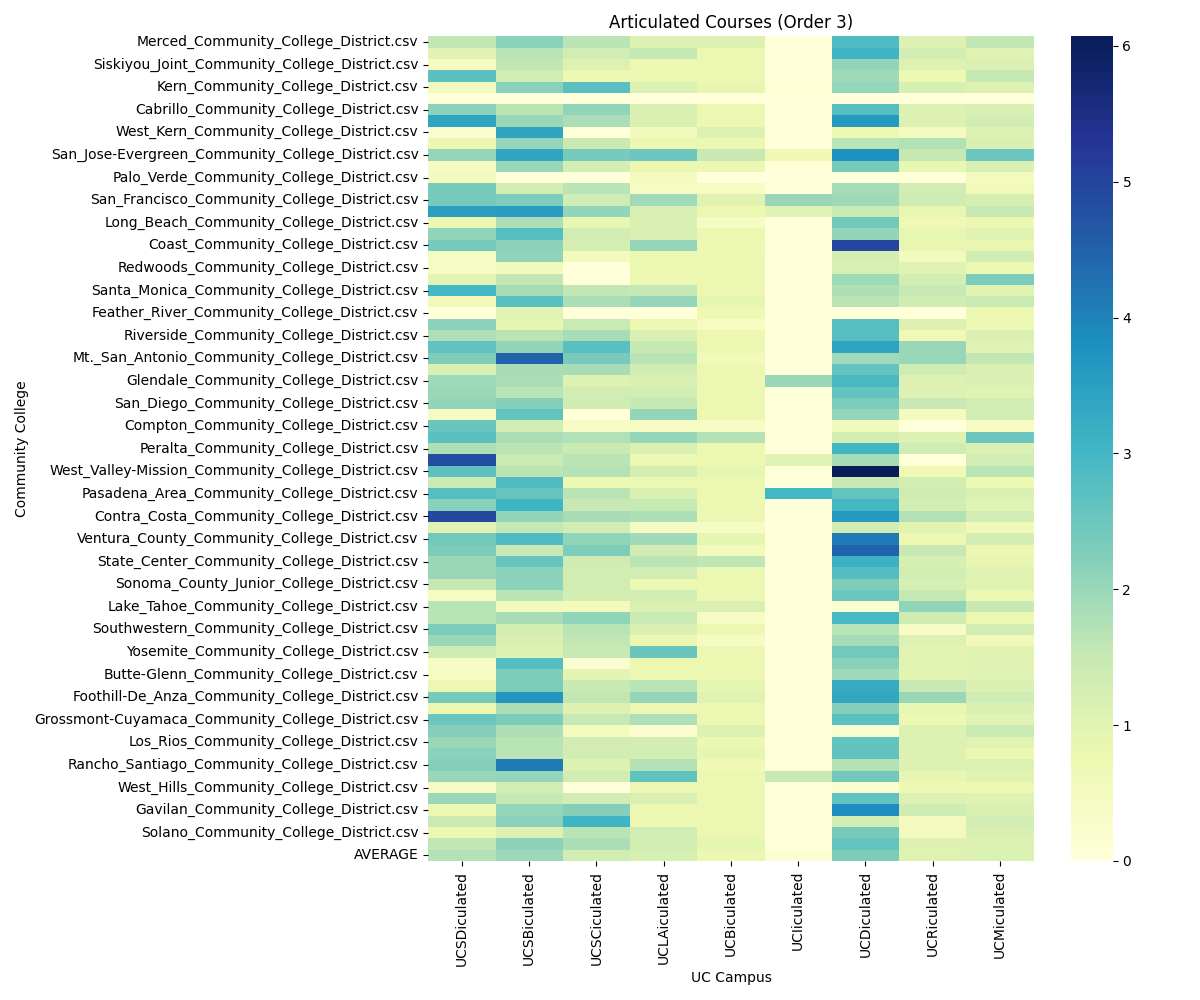 Articulated Courses (Order 3)
Merced_Community_College_District.csv
Siskiyou_Joint_Community_College_District.csv
Kern_Community_College_District.csv
Cabrillo_Community_College_District.csv
West_Kern_Community_College_District.csv
San_Jose-Evergreen_Community_College_District.csv
Palo_Verde_Community_College_District.csv
San_Francisco_Community_College_District.csv
Long_Beach_Community_College_District.csv
Coast_Community_College_District.csv
Redwoods_Community_College_District.csv
Santa_Monica_Community_College_District.csv
Feather_River_Community_College_District.csv
Riverside_Community_College_District.csv
Mt._San_Antonio_Community_College_District.csv
Glendale_Community_College_District.csv
San_Diego_Community_College_District.csv
Compton_Community_College_District.csv
Peralta_Community_College_District.csv
West_Valley-Mission_Community_College_District.csv
Pasadena_Area_Community_College_District.csv
Contra_Costa_Community_College_District.csv
Ventura_County_Community_College_District.csv
State_Center_Community_College_District.csv
Sonoma_County_Junior_College_District.csv
Lake_Tahoe_Community_College_District.csv
Southwestern_Community_College_District.csv
Yosemite_Community_College_District.csv
Butte-Glenn_Community_College_District.csv
Foothill-De_Anza_Community_College_District.csv
Grossmont-Cuyamaca_Community_College_District.csv
Los_Rios_Community_College_District.csv
Rancho_Santiago_Community_College_District.csv
West_Hills_Community_College_District.csv
Gavilan_Community_College_District.csv
Solano_Community_College_District.csv
AVERAGE
Community College
UCSDiculated
UCSBiculated
UCSCiculated
UCLAiculated
UCBiculated
UCIiculated
UCDiculated
UCRiculated
UCMiculated
UC Campus
6
5
4
3
2
1
0